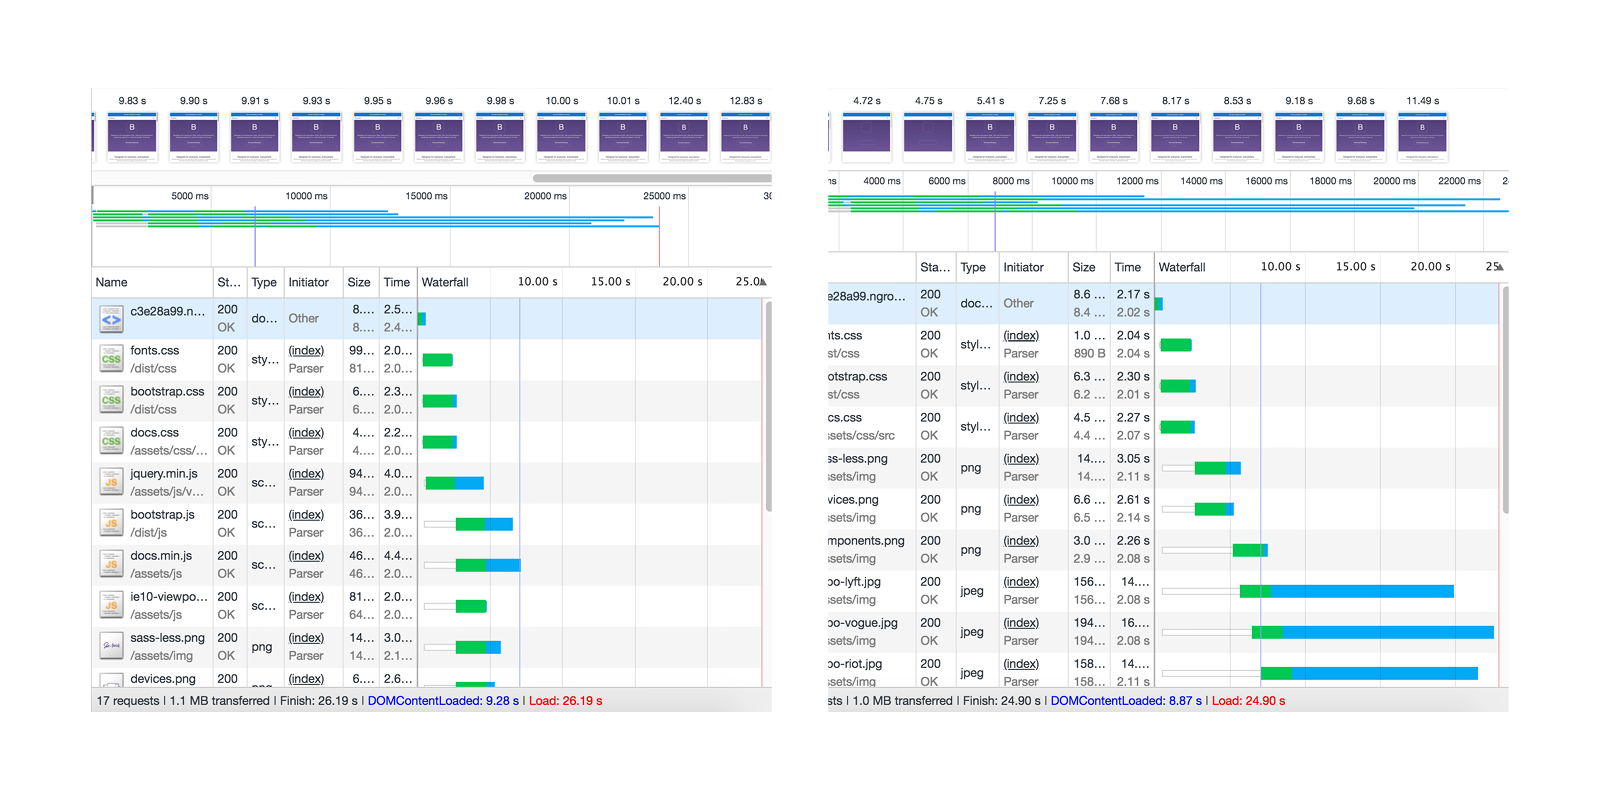 9.83 s 9.90 s 9.91 s 9.93 s 9.95 s 9.96 s 9.98 s 10.00 s 10.01 s 12.40 s 12.83 s
5000 ms 10000 ms 15000 ms 20000 ms 25000 ms 30
Name St... Type Initiator Size Time Waterfall 10.00 s 15.00 s 20.00 s 25.0
c3e28a99.n... 200 do... Other 8.... 2.5...
OK 8.... 2.4...
fonts.css 200 sty... (index) 99... 2.0...
/dist/css OK Parser 81... 2.0...
bootstrap.css 200 sty... (index) 6.... 2.3...
/dist/css OK Parser 6.... 2.0...
docs.css 200 sty... (index) 4.... 2.2...
/assets/css/... OK Parser 4.... 2.0...
jquery.min.js 200 sc... (index) 94... 4.0...
/assets/js/v... OK Parser 94... 2.0...
bootstrap.js 200 sc... (index) 36... 3.9...
/dist/js OK Parser 36... 2.0...
docs.min.js 200 sc... (index) 46... 4.4...
/assets/js OK Parser 46... 2.0...
ie10-viewpo... 200 sc... (index) 81... 2.0...
/assets/js OK Parser 64... 2.0...
sass-less.png 200 png (index) 14... 3.0...
/assets/img OK Parser 14... 2.1...
devices.png 200 (index) 6.... 2.6...
17 requests | 1.1 MB transferred | Finish: 26.19 s | DOMContentLoaded: 9.28 s | Load: 26.19 s
4.72 s 4.75 s 5.41 s 7.25 s 7.68 s 8.17 s 8.53 s 9.18 s 9.68 s 11.49 s
ms 4000 ms 6000 ms 8000 ms 10000 ms 12000 ms 14000 ms 16000 ms 18000 ms 20000 ms 22000 ms 2
Sta... Type Initiator Size Time Waterfall 10.00 s 15.00 s 20.00 s 25
e28a99.ngro... 200 doc... Other 8.6 ... 2.17 s
OK 8.4 ... 2.02 s
nts.css 200 styl... (index) 1.0 ... 2.04 s
st/css OK Parser 890 B 2.04 s
otstrap.css 200 styl... (index) 6.3 ... 2.30 s
st/css OK Parser 6.2 ... 2.01 s
cs.css 200 styl... (index) 4.5 ... 2.27 s
ssets/css/src OK Parser 4.4 ... 2.07 s
ss-less.png 200 png (index) 14.... 3.05 s
ssets/img OK Parser 14.... 2.11 s
vices.png 200 png (index) 6.6 ... 2.61 s
ssets/img OK Parser 6.5 ... 2.14 s
mponents.png 200 png (index) 3.0 ... 2.26 s
ssets/img OK Parser 2.9 ... 2.08 s
po-lyft.jpg 200 jpeg (index) 156... 14....
ssets/img OK Parser 156... 2.08 s
po-vogue.jpg 200 jpeg (index) 194... 16....
ssets/img OK Parser 194... 2.08 s
po-riot.jpg 200 jpeg (index) 158... 14....
ssets/img OK Parser 158... 2.11 s
sts | 1.0 MB transferred | Finish: 24.90 s | DOMContentLoaded: 8.87 s | Load: 24.90 s